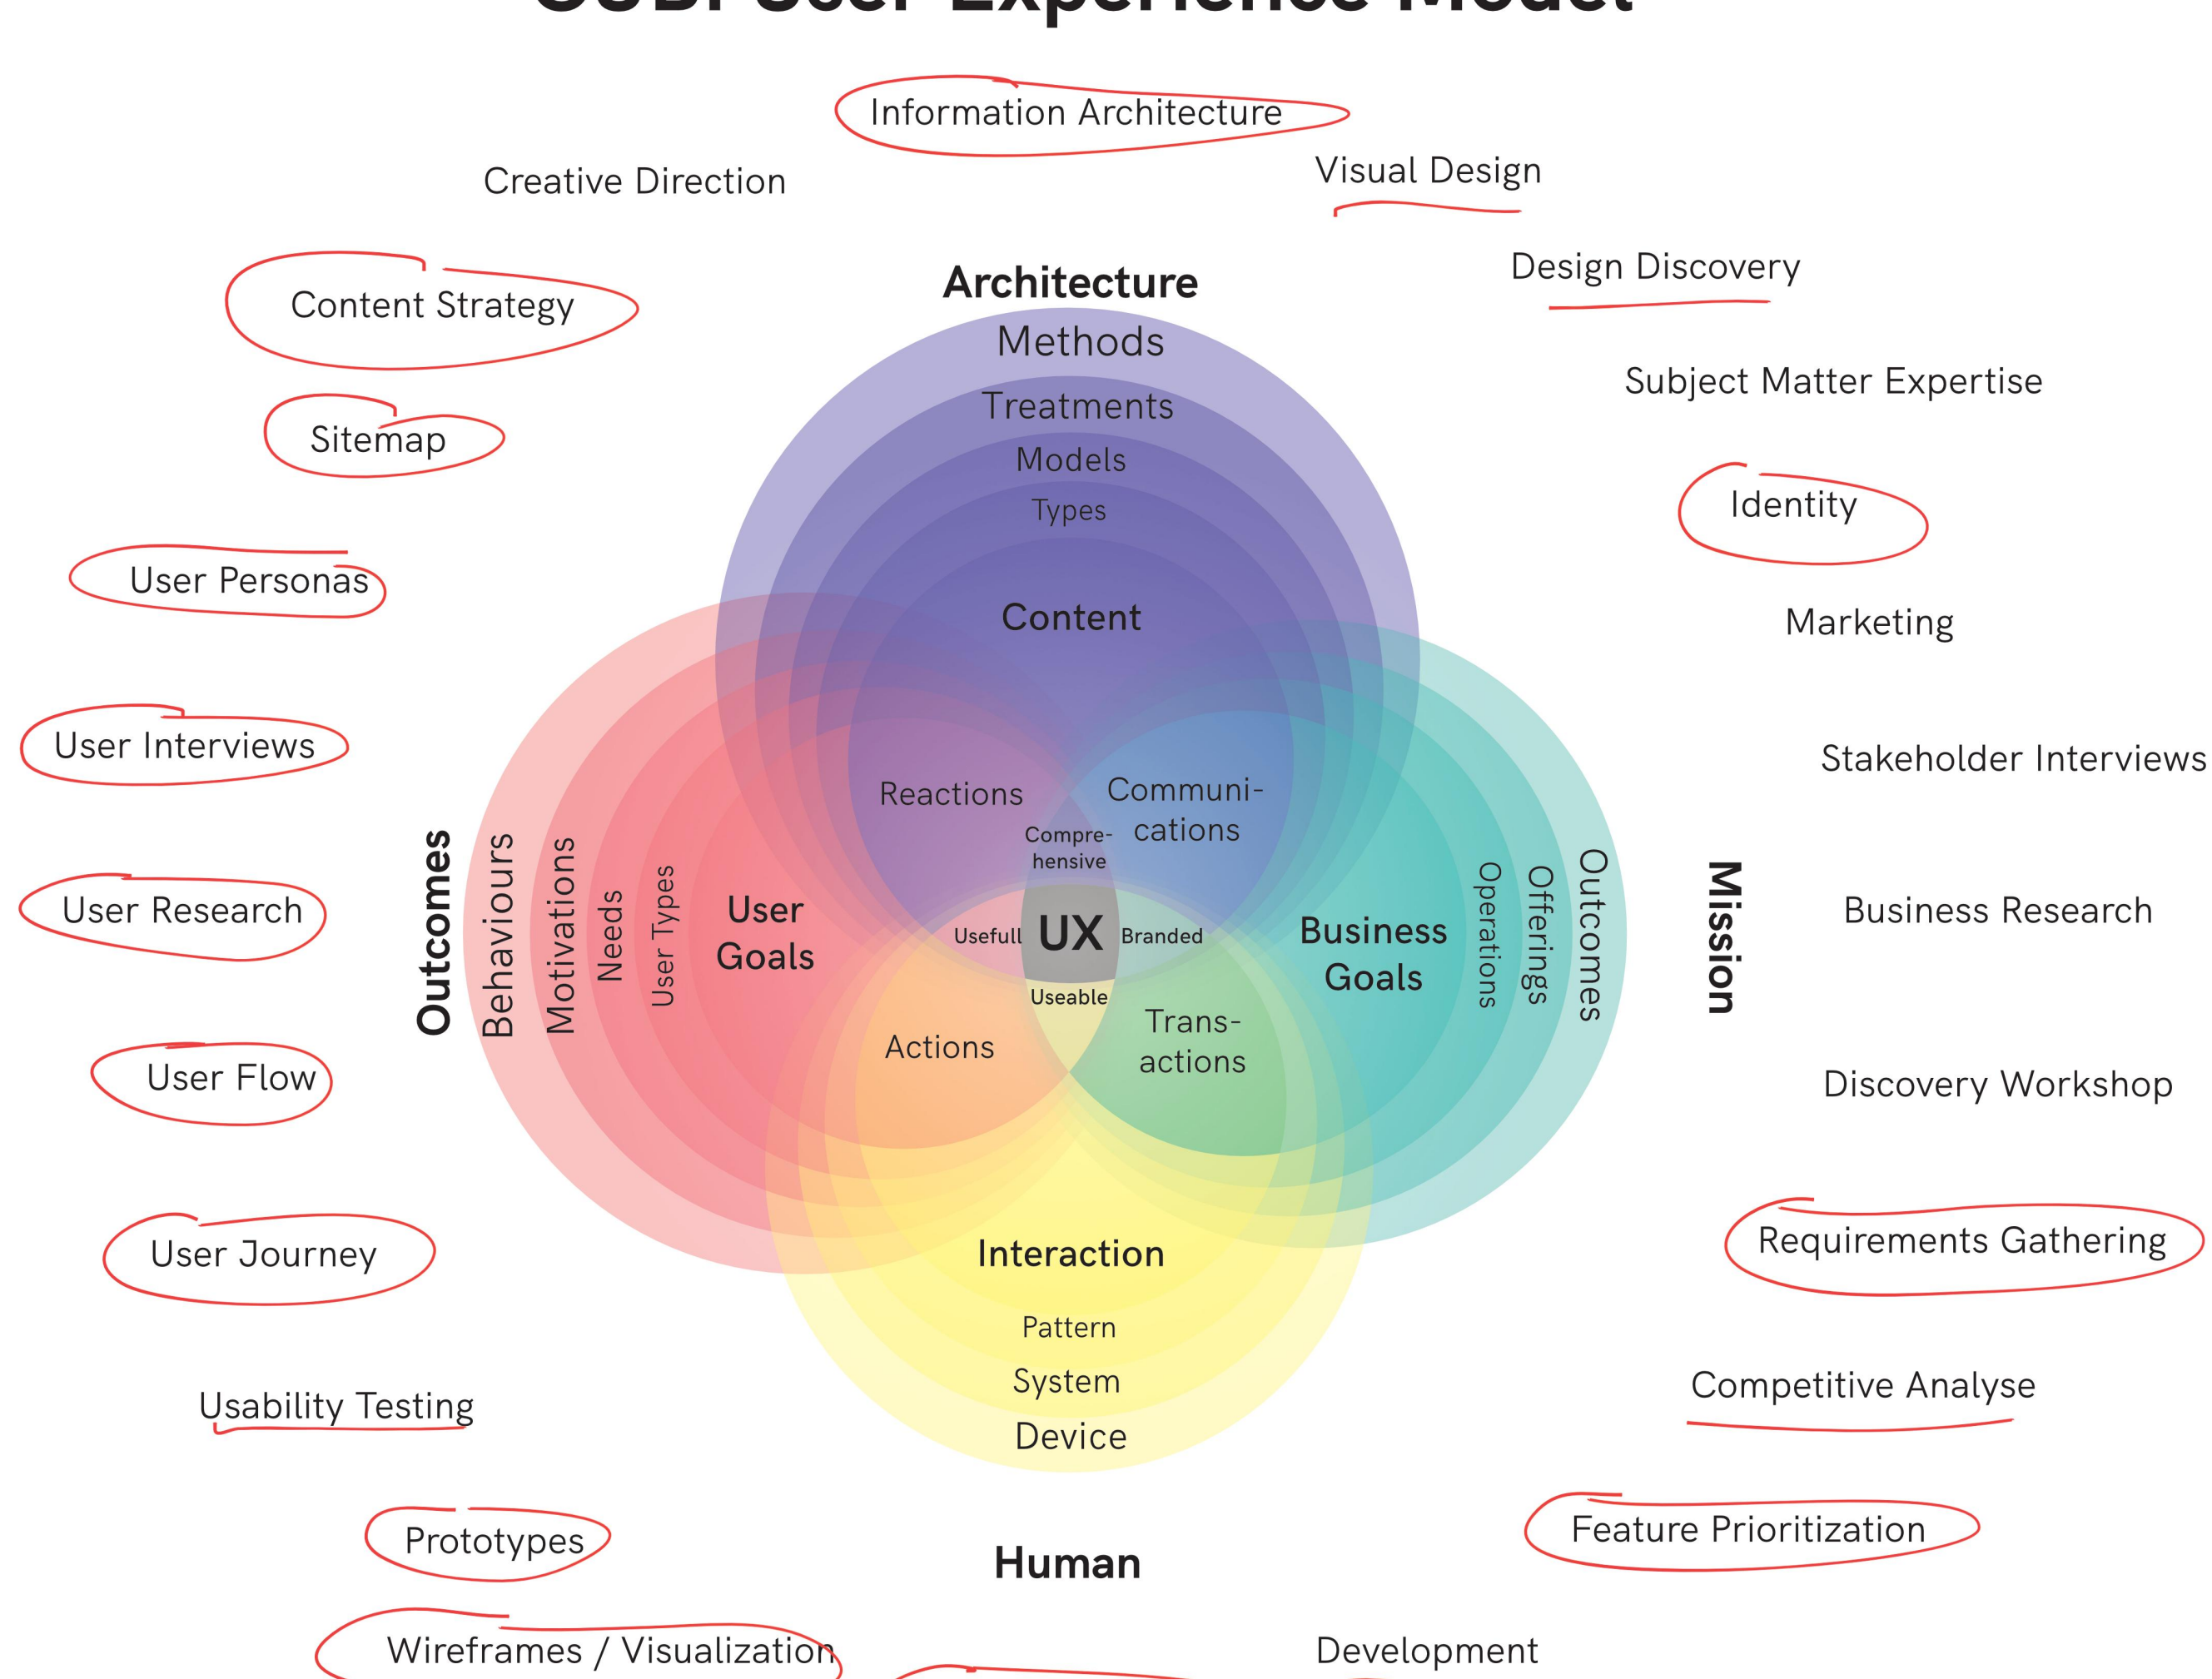 User Experience Model
Information Architecture
Visual Design
Creative Direction
Design Discovery
Content Strategy
Subject Matter Expertise
Sitemap
Identity
User Personas
Marketing
User Interviews
Stakeholder Interviews
User Research
Business Research
User Flow
Discovery Workshop
User Journey
Requirements Gathering
Usability Testing
Competitive Analyse
Prototypes
Feature Prioritization
Wireframes / Visualization
Development
Architecture
Methods
Treatments
Models
Types
Content
Reactions
Communi-
cations
Compre-
hensive
Outcomes
Behaviours
Motivations
Needs
User Types
User
Goals
Usefull
UX
Branded
Business
Goals
Operations
Offerings
Outcomes
Mission
Useable
Actions
Trans-
actions
Interaction
Pattern
System
Device
Human